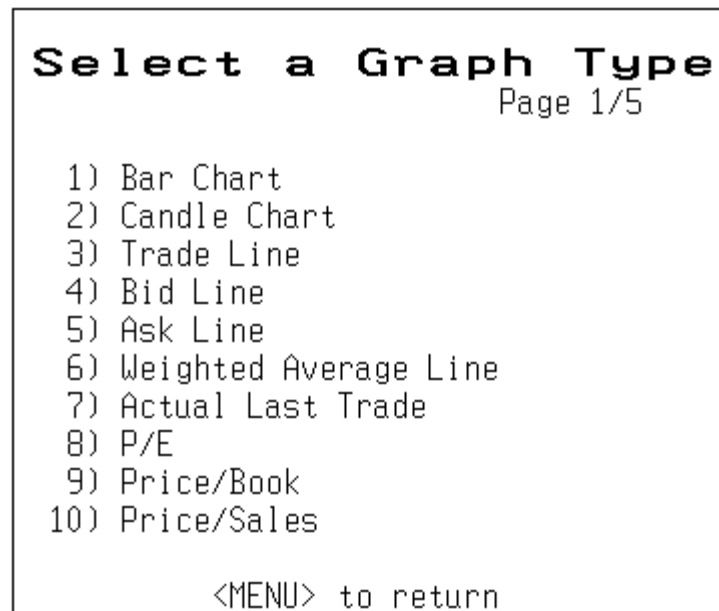 Select a Graph Type
Page 1/5
1) Bar Chart
2) Candle Chart
3) Trade Line
4) Bid Line
5) Ask Line
6) Weighted Average Line
7) Actual Last Trade
8) P/E
9) Price/Book
10) Price/Sales
<MENU> to return